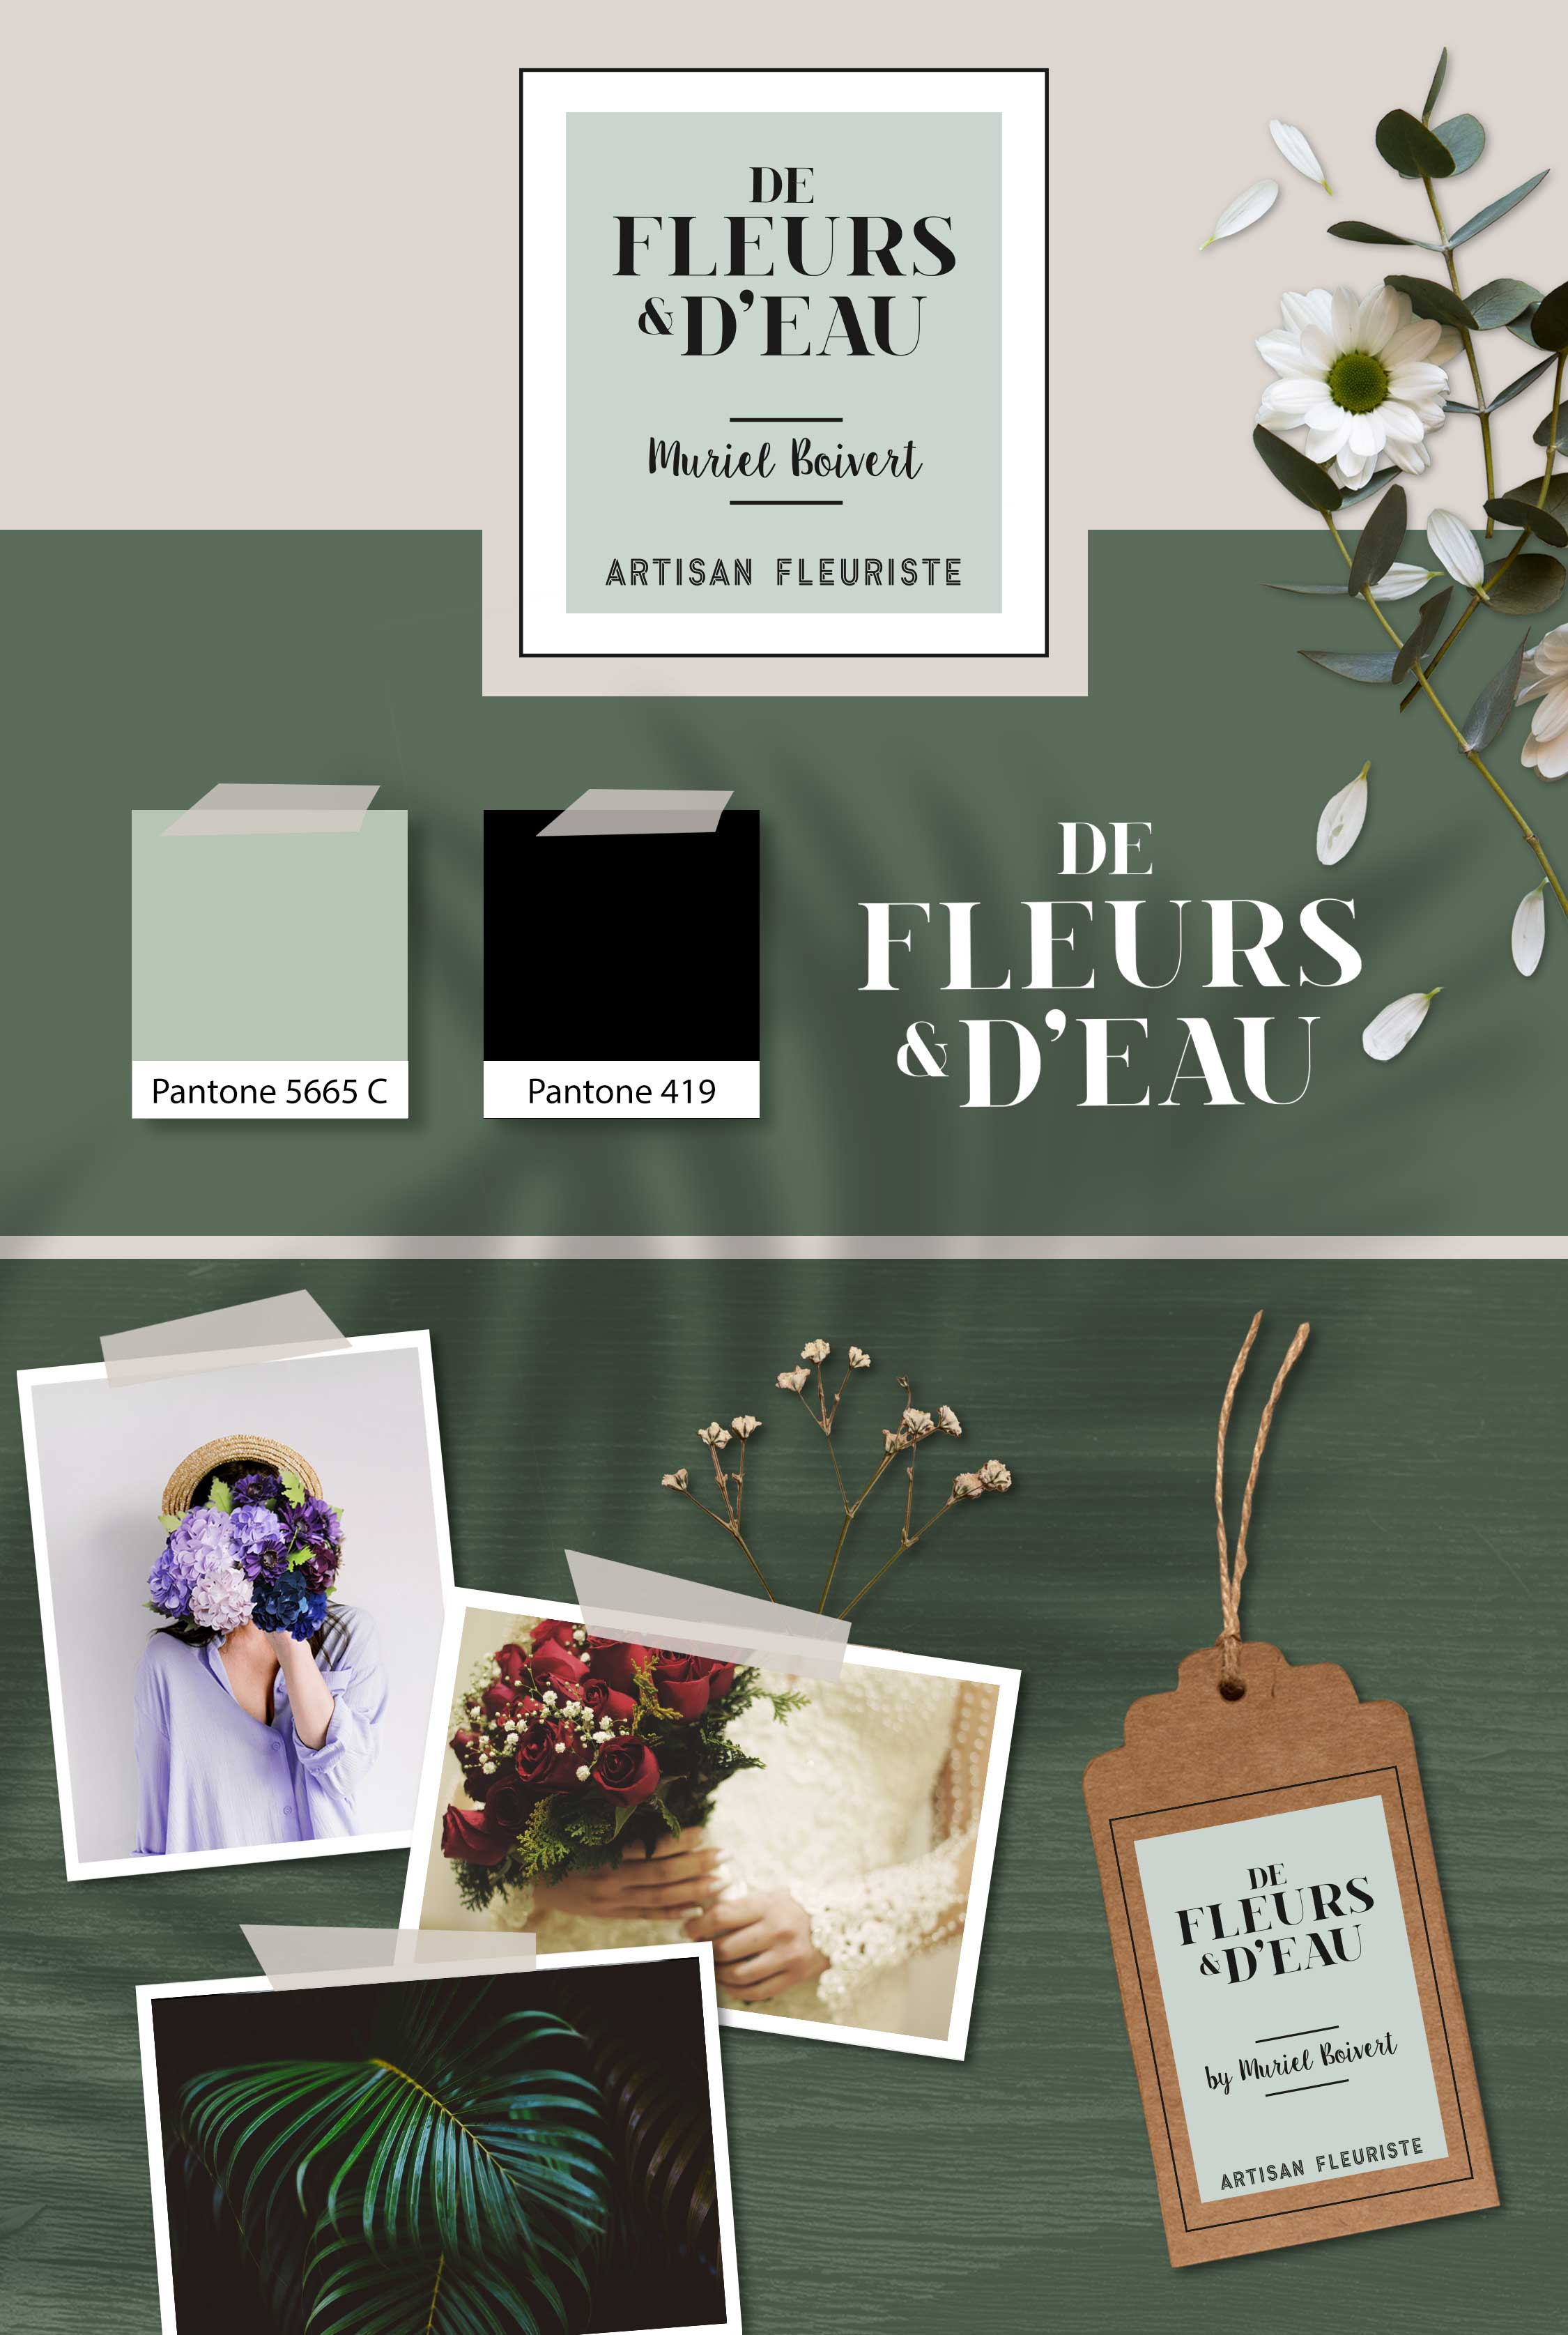 DE
FLEURS
&D'EAU
Muriel Boivert
ARTISAN FLEURISTE
Pantone 5665 C
Pantone 419
DE
FLEURS
&D'EAU
DE
FLEURS
&D'EAU
by Muriel Boivert
ARTISAN FLEURISTE